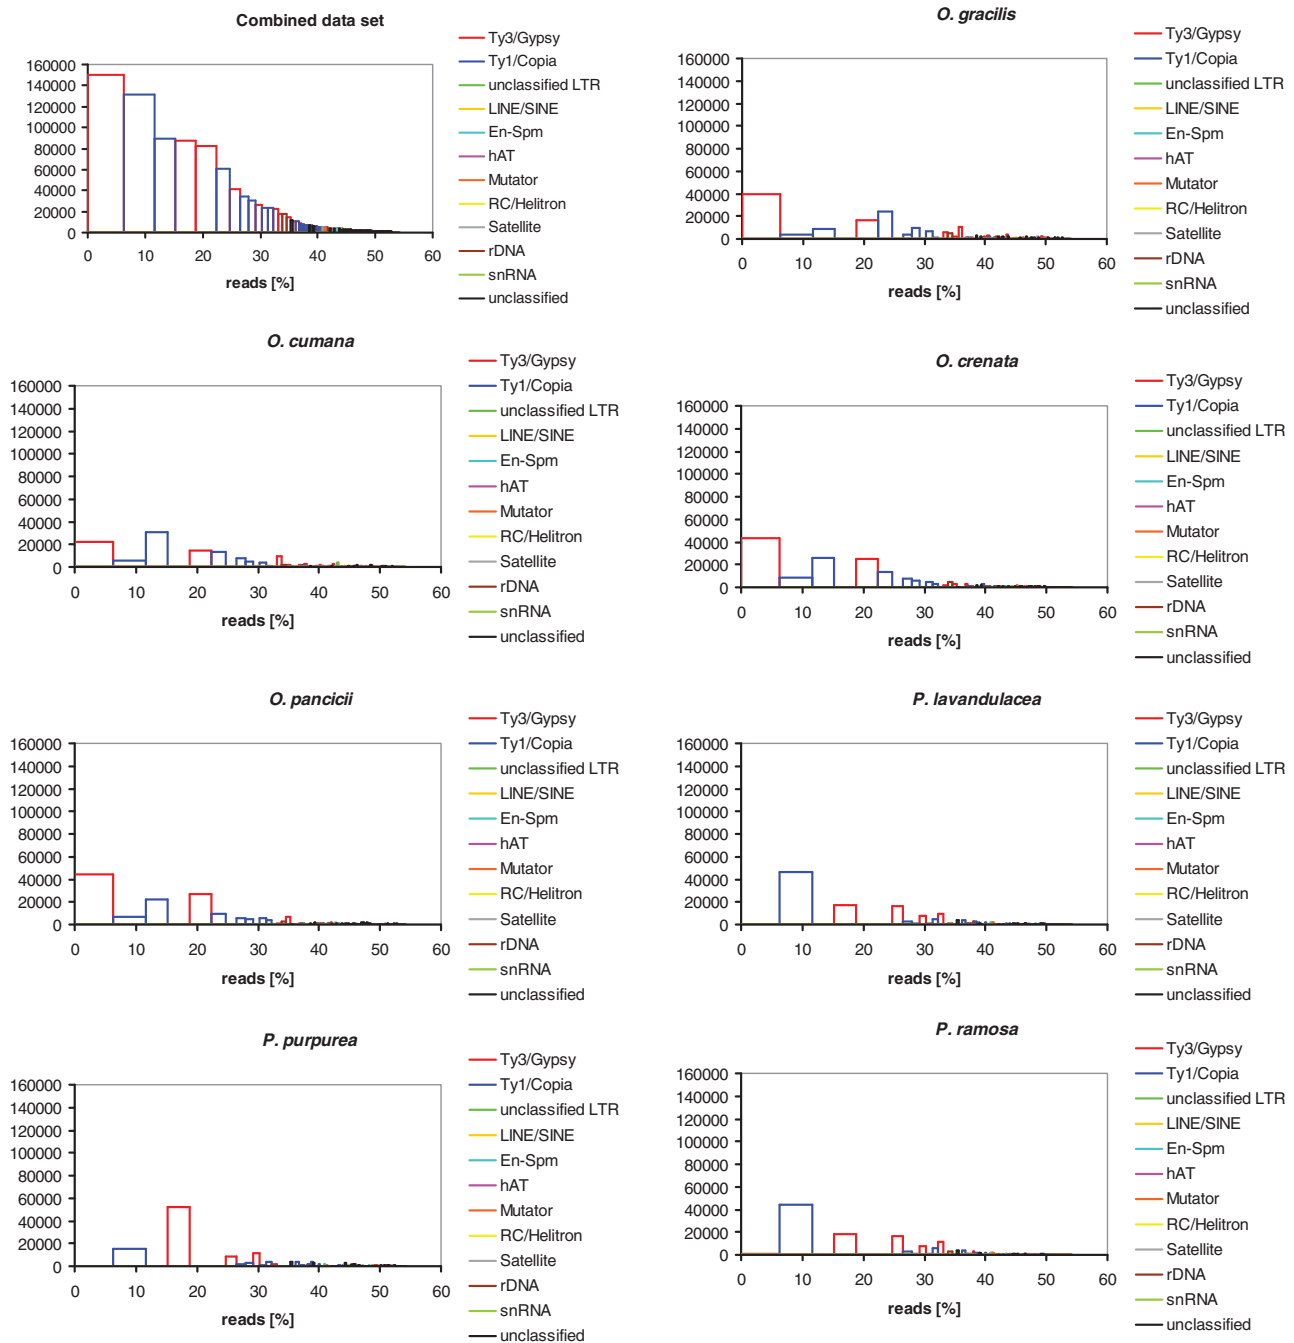 Combined data set
160000
140000
120000
100000
80000
60000
40000
20000
0
0 10 20 30 40 50 60
reads [%]
Ty3/Gypsy
Ty1/Copia
unclassified LTR
LINE/SINE
En-Spm
hAT
Mutator
RC/Helitron
Satellite
rDNA
snRNA
unclassified
O. gracilis
160000
140000
120000
100000
80000
60000
40000
20000
0
0 10 20 30 40 50 60
reads [%]
Ty3/Gypsy
Ty1/Copia
unclassified LTR
LINE/SINE
En-Spm
hAT
Mutator
RC/Helitron
Satellite
rDNA
snRNA
unclassified
O. cumana
160000
140000
120000
100000
80000
60000
40000
20000
0
0 10 20 30 40 50 60
reads [%]
Ty3/Gypsy
Ty1/Copia
unclassified LTR
LINE/SINE
En-Spm
hAT
Mutator
RC/Helitron
Satellite
rDNA
snRNA
unclassified
O. crenata
160000
140000
120000
100000
80000
60000
40000
20000
0
0 10 20 30 40 50 60
reads [%]
Ty3/Gypsy
Ty1/Copia
unclassified LTR
LINE/SINE
En-Spm
hAT
Mutator
RC/Helitron
Satellite
rDNA
snRNA
unclassified
O. pancicii
160000
140000
120000
100000
80000
60000
40000
20000
0
0 10 20 30 40 50 60
reads [%]
Ty3/Gypsy
Ty1/Copia
unclassified LTR
LINE/SINE
En-Spm
hAT
Mutator
RC/Helitron
Satellite
rDNA
snRNA
unclassified
P. lavandulacea
160000
140000
120000
100000
80000
60000
40000
20000
0
0 10 20 30 40 50 60
reads [%]
Ty3/Gypsy
Ty1/Copia
unclassified LTR
LINE/SINE
En-Spm
hAT
Mutator
RC/Helitron
Satellite
rDNA
snRNA
unclassified
P. purpurea
160000
140000
120000
100000
80000
60000
40000
20000
0
0 10 20 30 40 50 60
reads [%]
Ty3/Gypsy
Ty1/Copia
unclassified LTR
LINE/SINE
En-Spm
hAT
Mutator
RC/Helitron
Satellite
rDNA
snRNA
unclassified
P. ramosa
160000
140000
120000
100000
80000
60000
40000
20000
0
0 10 20 30 40 50 60
reads [%]
Ty3/Gypsy
Ty1/Copia
unclassified LTR
LINE/SINE
En-Spm
hAT
Mutator
RC/Helitron
Satellite
rDNA
snRNA
unclassified